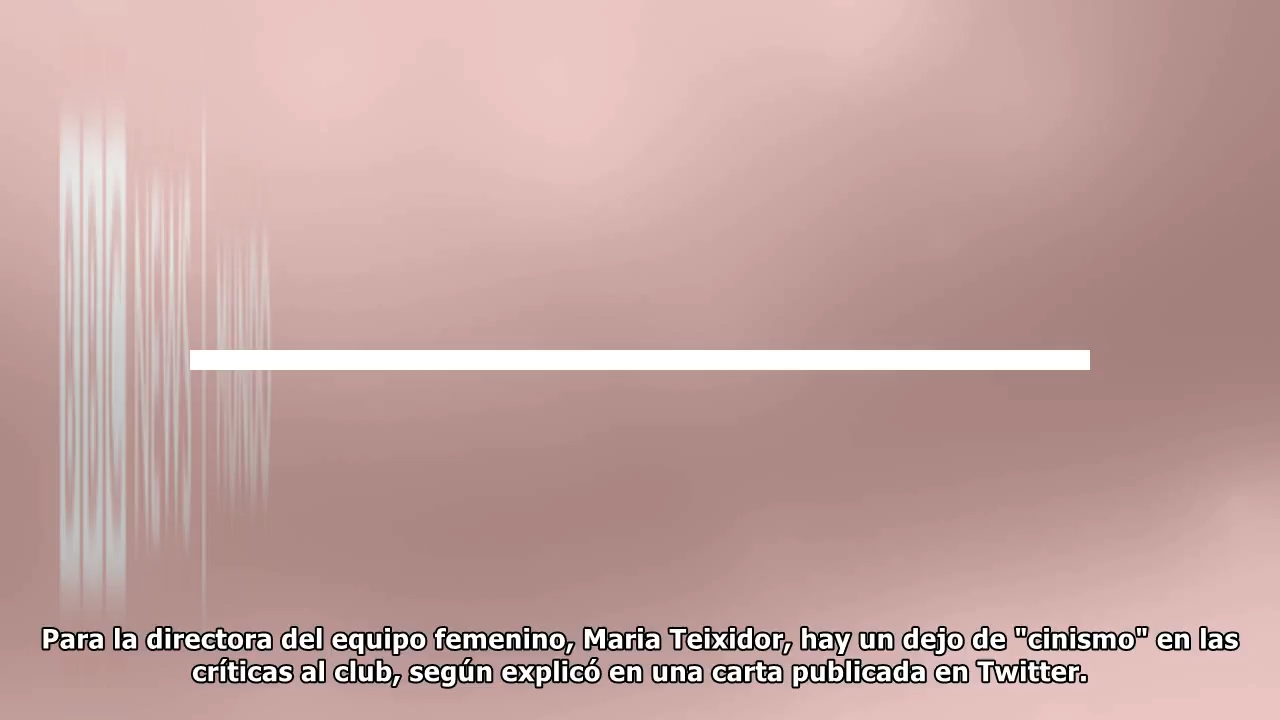 Para la directora del equipo femenino, Maria Teixidor, hay un dejo de "cinismo" en las
críticas al club, según explicó en una carta publicada en Twitter.